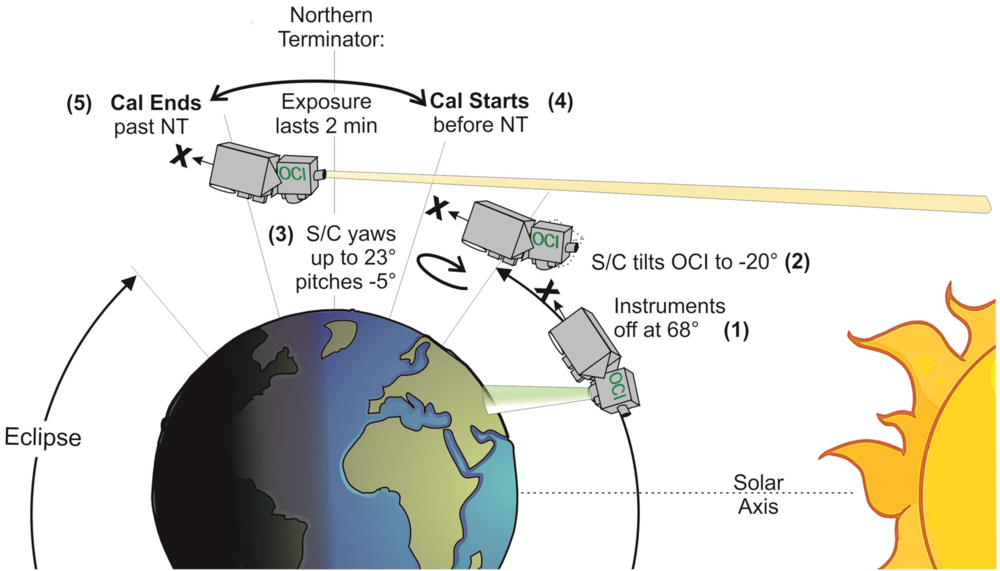 Northern
Terminator:
(5) Cal Ends
past NT
Exposure
lasts 2 min
Cal Starts (4)
before NT
X
OCI
X
OCI
(3) S/C yaws
up to 23°
pitches -5°
S/C tilts OCI to -20° (2)
X
Instruments
off at 68° (1)
OCI
Eclipse
Solar
Axis